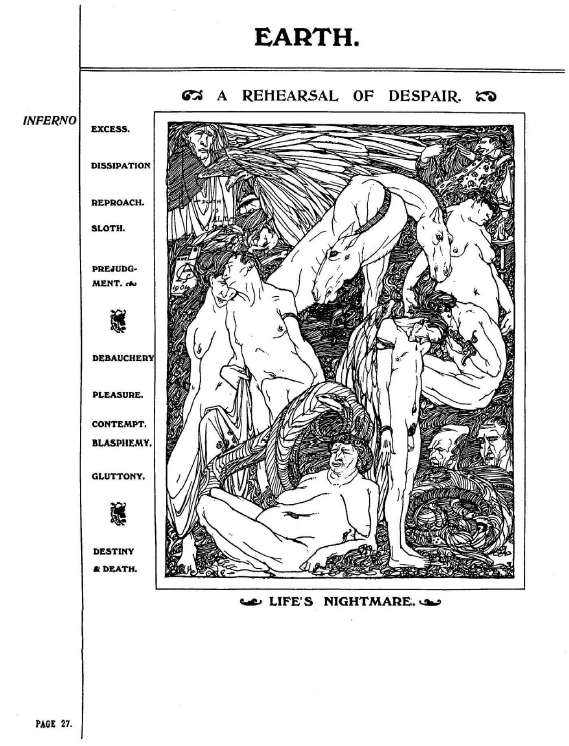 EARTH.
A REHEARSAL OF DESPAIR.
INFERNO
EXCESS.
DISSIPATION
REPROACH.
SLOTH.
PREJUDG-
MENT.
DEBAUCHERY
PLEASURE.
CONTEMPT.
BLASPHEMY.
GLUTTONY.
DESTINY
& DEATH.
LIFE'S NIGHTMARE.
PAGE 27.